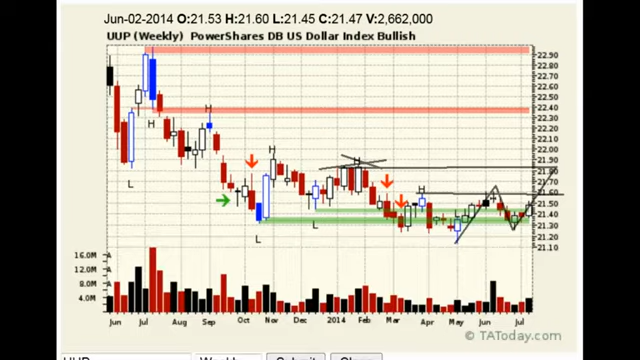 Jun-02-2014 O:21.53 H:21.60 L:21.45 C:21.47 V:2,662,000
UUP (Weekly) PowerShares DB US Dollar Index Bullish
22.90
22.80
22.70
22.60
22.50
22.40
22.30
22.20
22.10
22.00
21.90
21.80
21.70
21.60
21.50
21.40
21.30
21.20
21.10
H
H
H
H
H
L
L
L
16.0M A
12.0M
8.0M A
4.0M
Jun Jul Aug Sep Oct Nov Dec 2014 Feb Mar Apr May Jun Jul
© TAToday.com
UUP Weekly Submit Clear